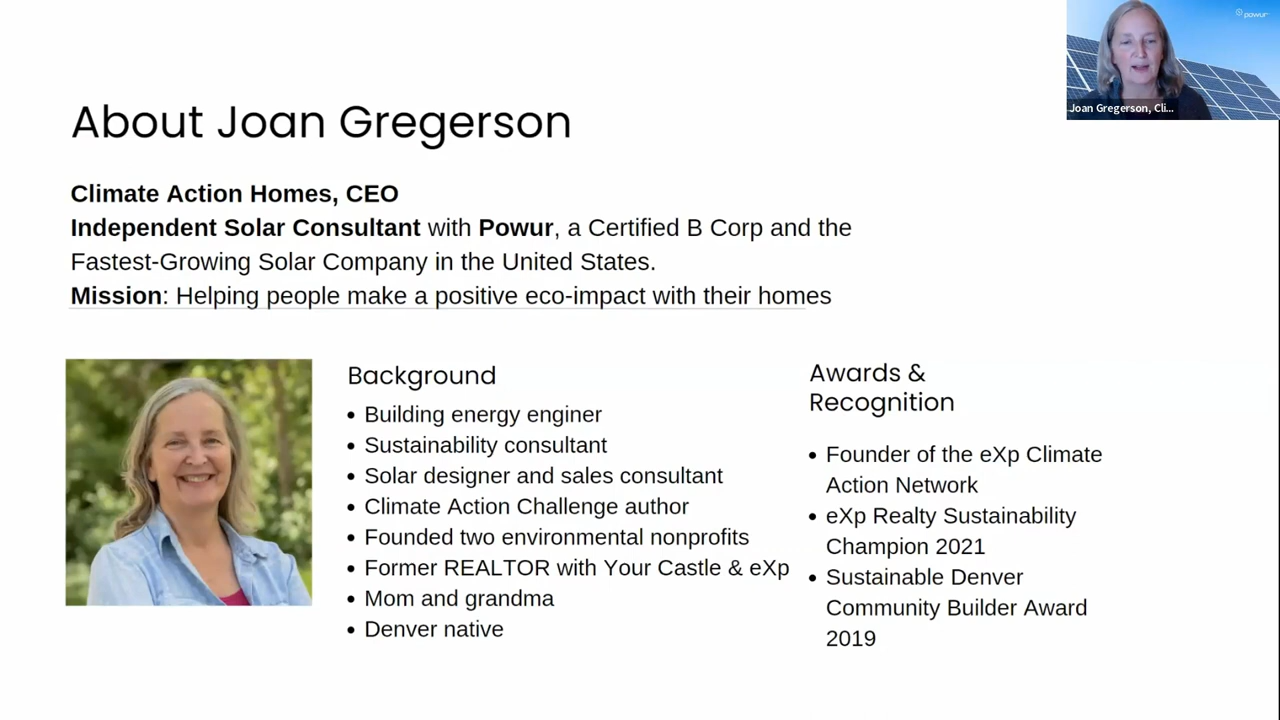 powur
Joan Gregerson, Cli...
About Joan Gregerson
Climate Action Homes, CEO
Independent Solar Consultant with Powur, a Certified B Corp and the
Fastest-Growing Solar Company in the United States.
Mission: Helping people make a positive eco-impact with their homes
Background
• Building energy enginer
• Sustainability consultant
• Solar designer and sales consultant
• Climate Action Challenge author
• Founded two environmental nonprofits
• Former REALTOR with Your Castle & eXp
• Mom and grandma
• Denver native
Awards &
Recognition
• Founder of the eXp Climate
Action Network
• eXp Realty Sustainability
Champion 2021
• Sustainable Denver
Community Builder Award
2019